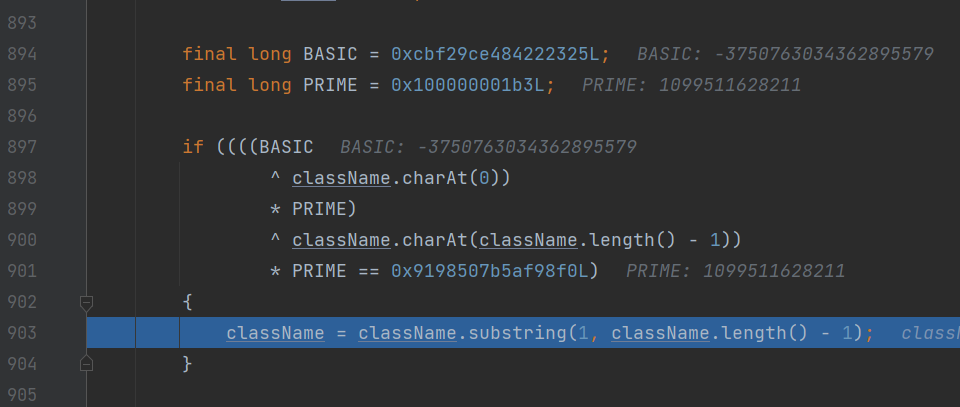 893
894 final long BASIC = 0xcbf29ce484222325L; BASIC: -3750763034362895579
895 final long PRIME = 0x100000001b3L; PRIME: 1099511628211
896
897 if ((((BASIC BASIC: -3750763034362895579
898 ^ className.charAt(0))
899 * PRIME)
900 ^ className.charAt(className.length() - 1))
901 * PRIME == 0x9198507b5af98f0L) PRIME: 1099511628211
902 {
903 className = className.substring(1, className.length() - 1);
904 }
905